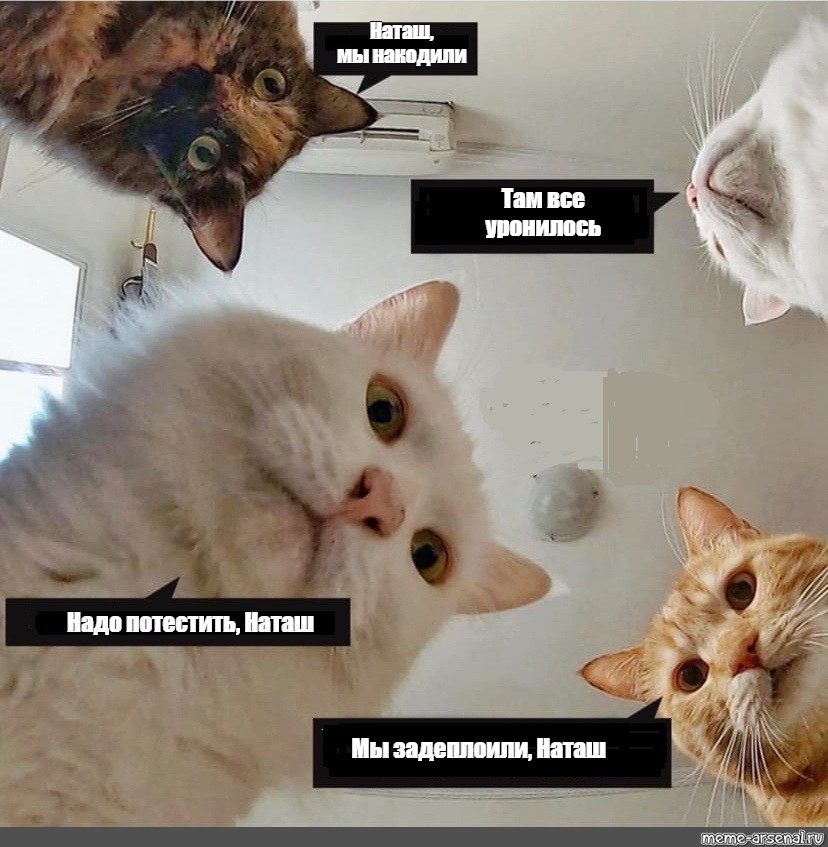 Наташ,
мы накодили
Там все
уронилось
Надо потестить, Наташ
Мы задеплоили, Наташ
meme-arsenal.ru